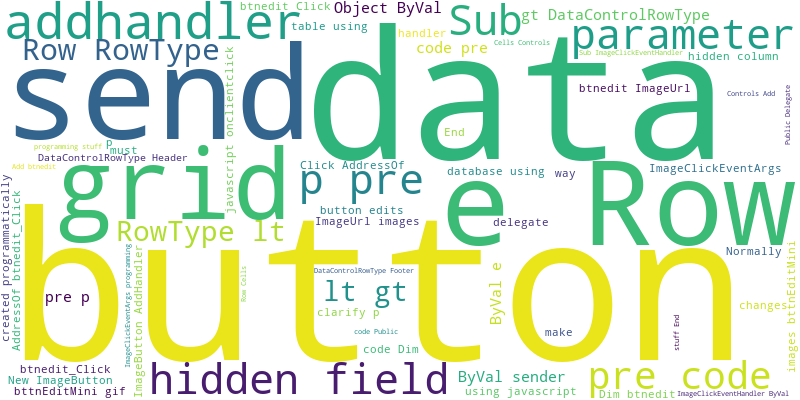 btnedit Click
Object ByVal
addhandler
Sub
gt DataControlRowType
table using
handler
parameter
Row RowType
code pre
Cells Controls
Sub ImageClickEventHandler
hidden column
send
data
javascript onclientclick
btnedit ImageUrl
Controls Add
Public Delegate
End
programming stuff
p
must
DataControlRowType Header
Click AddressOf
Add btnedit
grid
p pre
database using
way
ImageClickEventArgs
e Row
created programmatically
AddressOf btnedit_Click
button edits
RowType lt
ImageUrl images
delegate
button
Normally
ImageButton AddHandler
ImageClickEventArgs programming
Row Cells
DataControlRowType Footer
ByVal e
images bttnEditMini
pre p
lt gt
clarify p
changes
code Public
make
stuff End
code Dim
btnedit_Click
hidden field
ByVal sender
pre code
New ImageButton
bttnEditMini gif
using javascript
Dim btnedit
ImageClickEventHandler ByVal